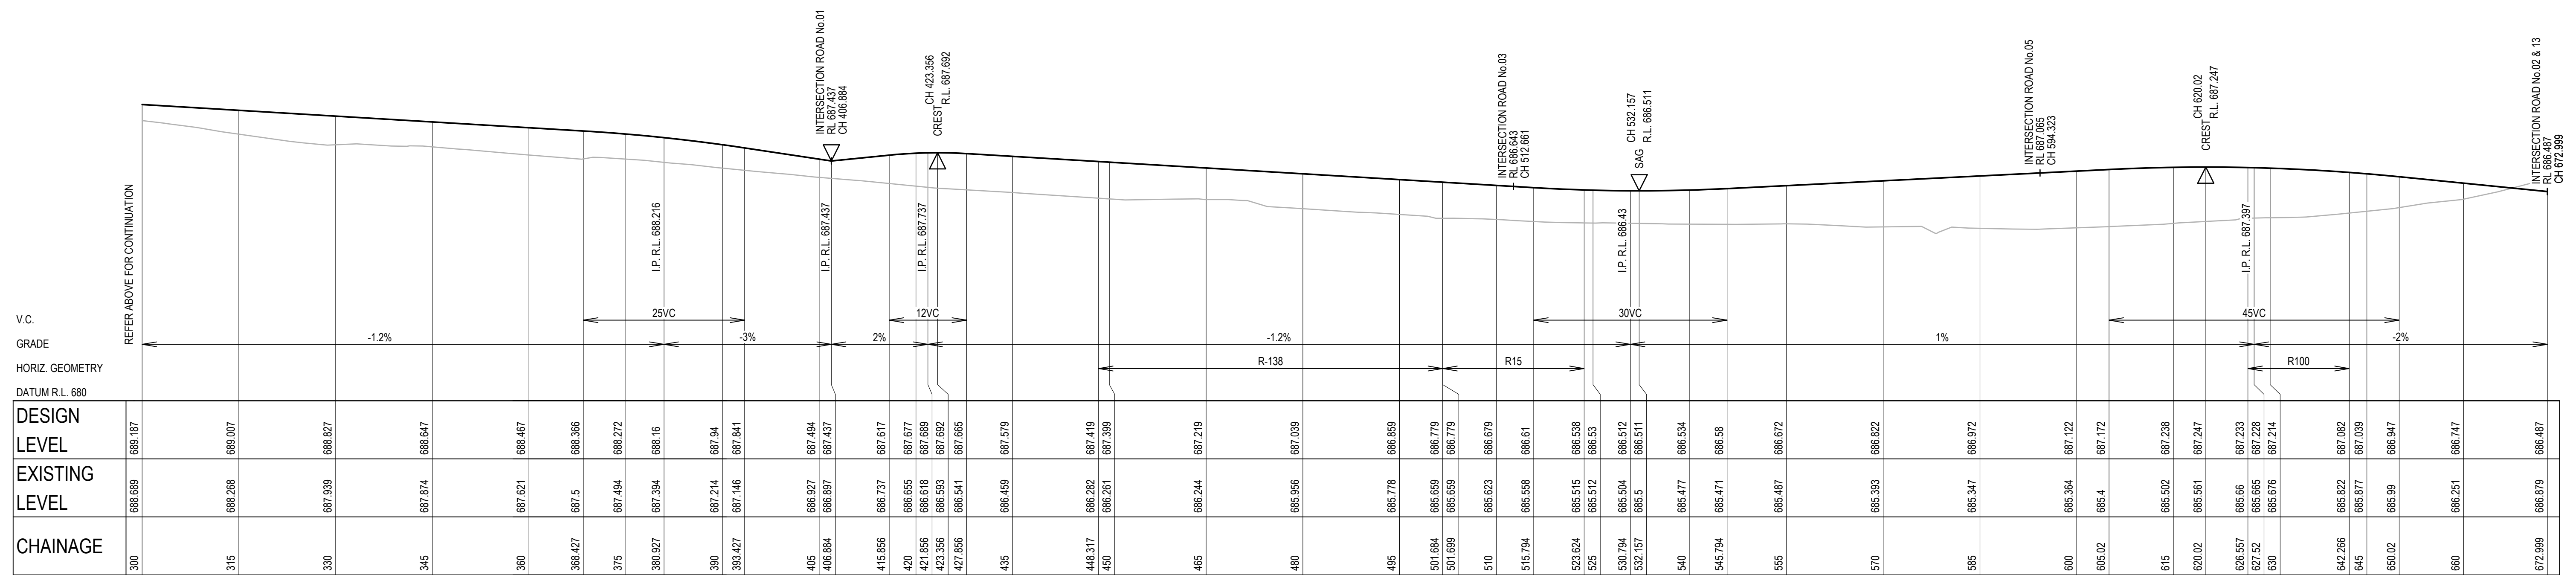 INTERSECTION ROAD No.01
RL 687.437
CH 406.884
CREST
CH 423.356
R.L. 687.692
INTERSECTION ROAD No.03
RL 686.643
CH 512.661
SAG
CH 532.157
R.L. 686.511
INTERSECTION ROAD No.05
RL 687.065
CH 594.323
CREST
CH 620.02
R.L. 687.247
INTERSECTION ROAD No.02 & 13
RL 686.487
CH 672.999
REFER ABOVE FOR CONTINUATION
I.P. R.L. 688.216
I.P. R.L. 687.437
I.P. R.L. 687.737
I.P. R.L. 686.43
I.P. R.L. 687.397
V.C. 25VC 12VC 30VC 45VC
GRADE -1.2% -3% 2% -1.2% 1% -2%
HORIZ. GEOMETRY R-138 R15 R100
DATUM R.L. 680
DESIGN
LEVEL 689.187 689.007 688.827 688.647 688.467 688.366 688.272 688.16 687.94 687.841 687.494 687.437 687.617 687.677 687.689 687.692 687.665 687.579 687.419 687.399 687.219 687.039 686.859 686.779 686.779 686.679 686.61 686.538 686.53 686.512 686.511 686.534 686.58 686.672 686.822 686.972 687.122 687.172 687.238 687.247 687.233 687.228 687.214 687.082 687.039 686.947 686.747 686.487
EXISTING
LEVEL 688.689 688.268 687.939 687.874 687.621 687.5 687.494 687.394 687.214 687.146 686.927 686.897 686.737 686.655 686.618 686.593 686.541 686.459 686.282 686.261 686.244 685.956 685.778 685.659 685.659 685.623 685.558 685.515 685.512 685.504 685.5 685.477 685.471 685.487 685.393 685.347 685.364 685.4 685.502 685.561 685.66 685.665 685.676 685.822 685.877 685.99 686.251 686.879
CHAINAGE 300 315 330 345 360 368.427 375 380.927 390 393.427 405 406.884 415.856 420 421.856 423.356 427.856 435 448.317 450 465 480 495 501.684 501.699 510 515.794 523.624 525 530.794 532.157 540 545.794 555 570 585 600 605.02 615 620.02 626.557 627.52 630 642.266 645 650.02 660 672.999